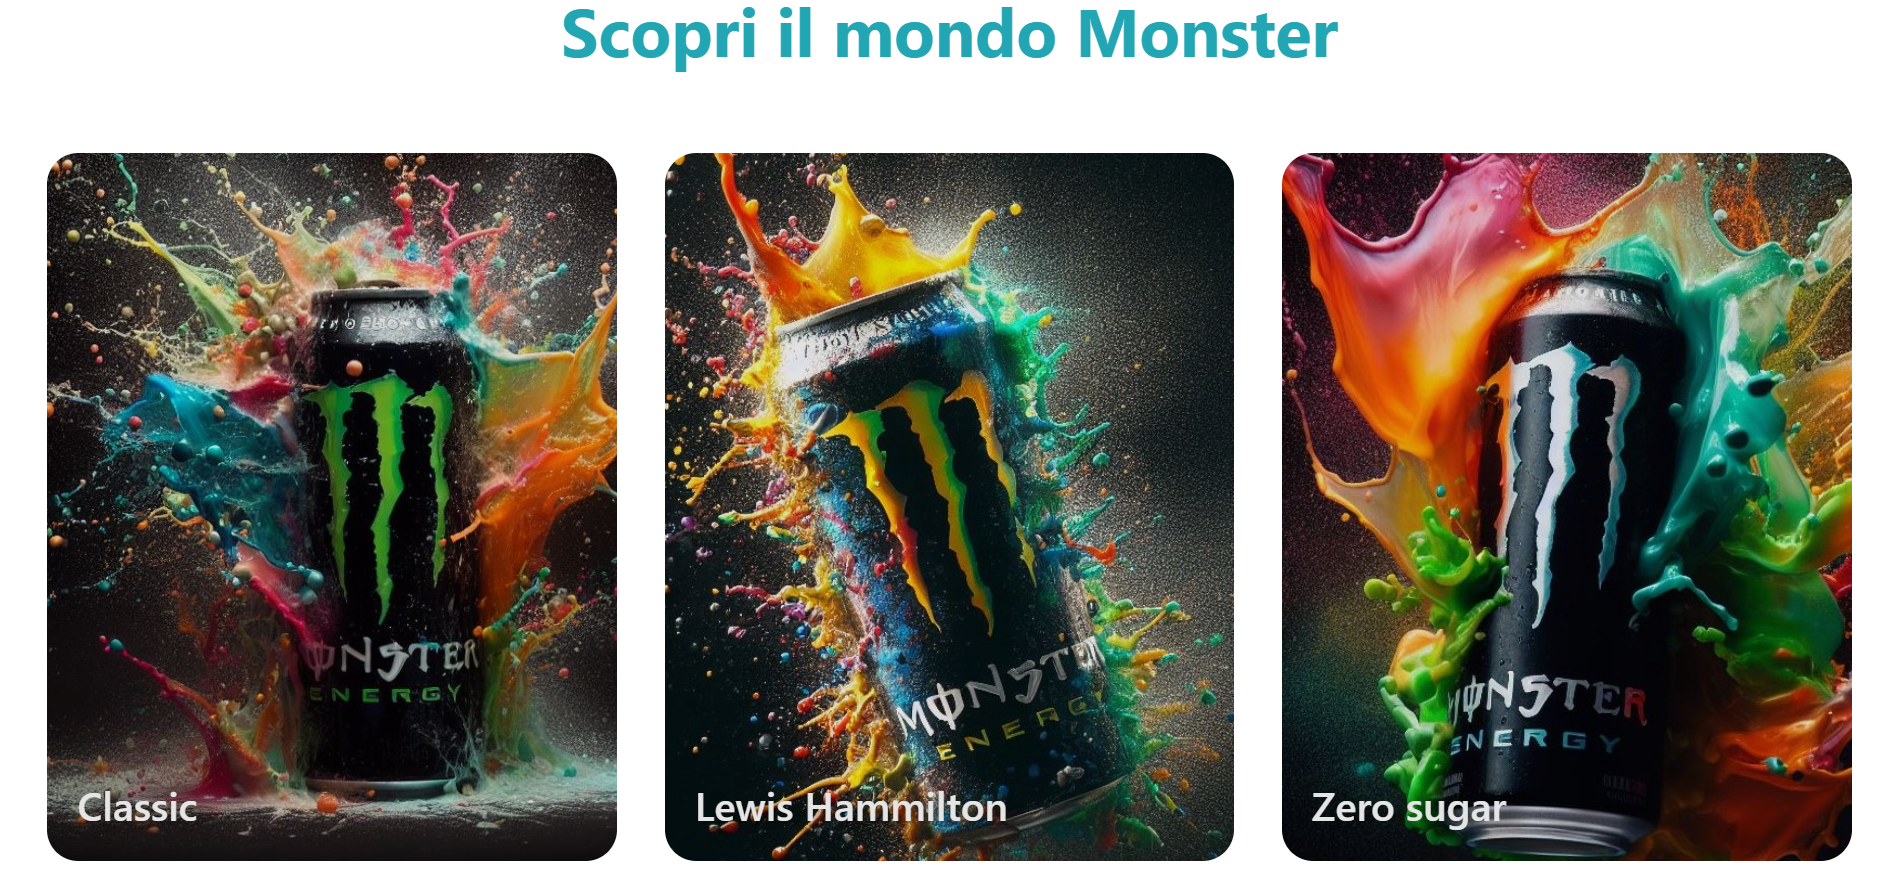 Scopri il mondo Monster
MONSTER
ENERGY
Classic
MONSTER
ENERGY
Lewis Hammilton
MONSTER
ENERGY
Zero sugar